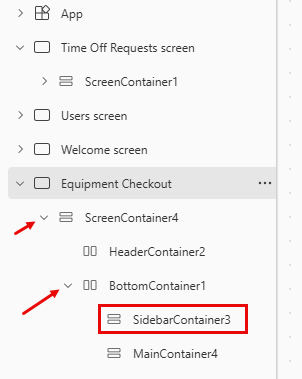 App
Time Off Requests screen
ScreenContainer1
Users screen
Welcome screen
Equipment Checkout
ScreenContainer4
HeaderContainer2
BottomContainer1
SidebarContainer3
MainContainer4